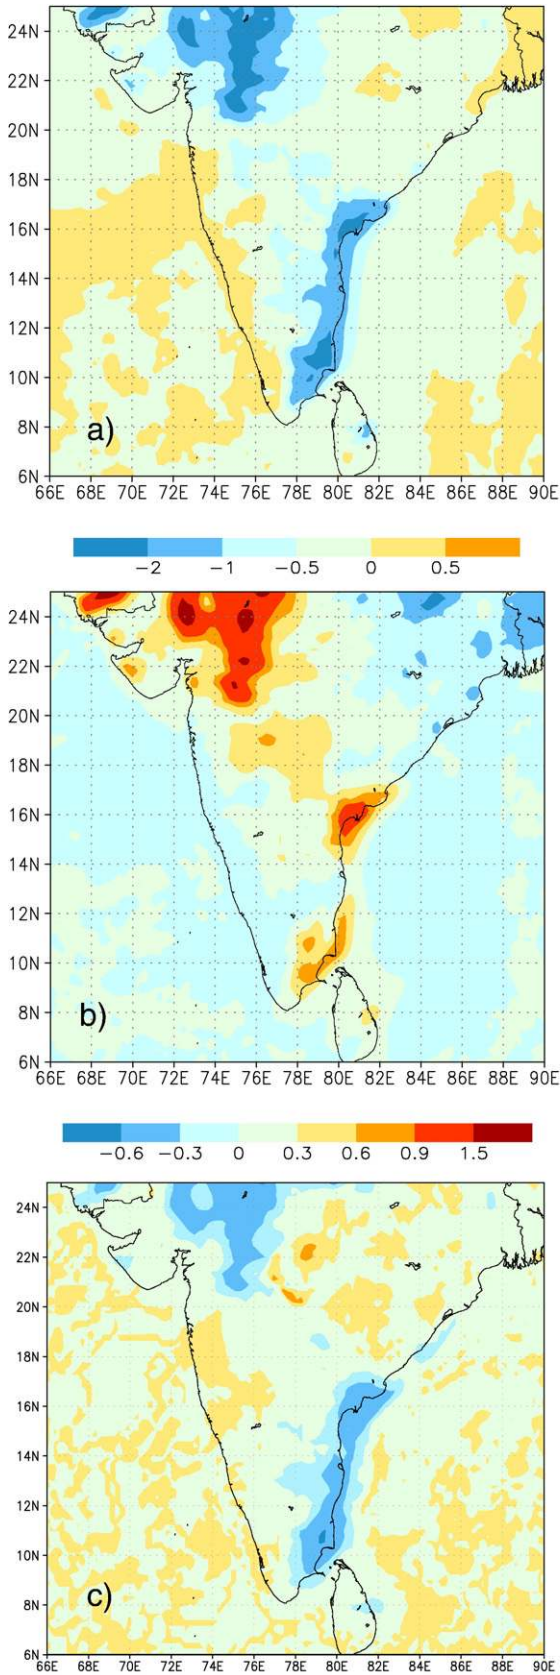 24N
22N
20N
18N
16N
14N
12N
10N
8N
6N
a)
66E 68E 70E 72E 74E 76E 78E 80E 82E 84E 86E 88E 90E
−2 −1 −0.5 0 0.5
24N
22N
20N
18N
16N
14N
12N
10N
8N
6N
b)
66E 68E 70E 72E 74E 76E 78E 80E 82E 84E 86E 88E 90E
−0.6 −0.3 0 0.3 0.6 0.9 1.5
24N
22N
20N
18N
16N
14N
12N
10N
8N
6N
c)
66E 68E 70E 72E 74E 76E 78E 80E 82E 84E 86E 88E 90E